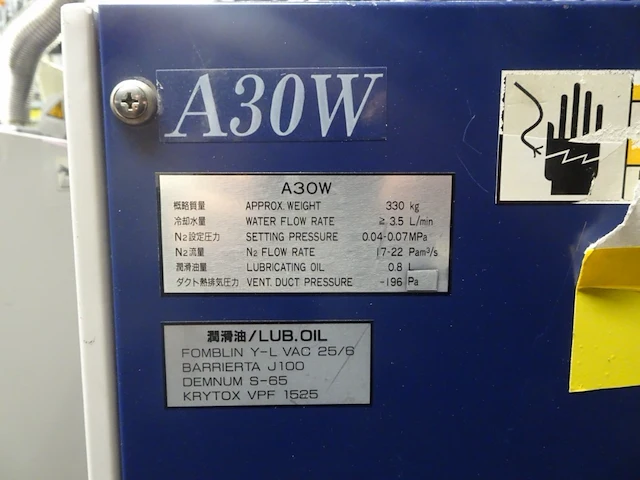 A30W
A30W
概略質量 APPROX. WEIGHT 330 kg
冷却水量 WATER FLOW RATE ≥ 3.5 L/min
N₂設定圧力 SETTING PRESSURE 0.04-0.07MPa
N₂流量 N₂ FLOW RATE 17-22 Pam³/s
潤滑油量 LUBRICATING OIL 0.8 L
ダクト熱排気圧力 VENT. DUCT PRESSURE -196 Pa
潤滑油/LUB.OIL
FOMBLIN Y-L VAC 25/6
BARRIERTA J100
DEMNUM S-65
KRYTOX VPF 1525